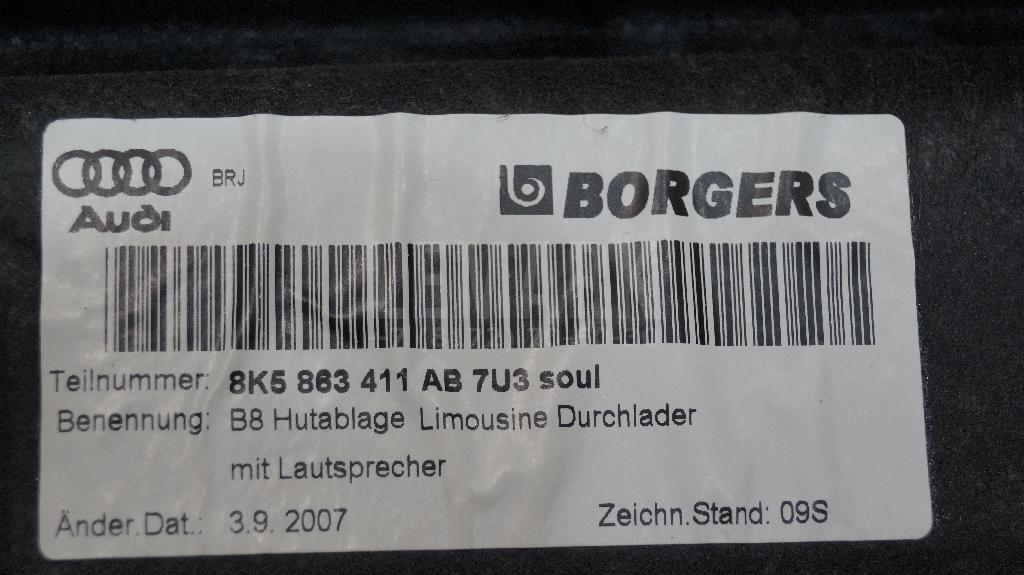 BRJ
Audi
BORGERS
Teilnummer: 8K5 863 411 AB 7U3 soul
Benennung: B8 Hutablage Limousine Durchlader
mit Lautsprecher
Änder.Dat.: 3.9. 2007
Zeichn.Stand: 09S